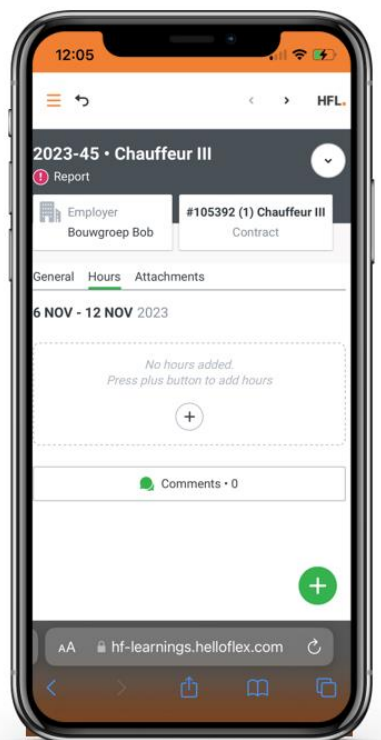 12:05
HFL.
2023-45 • Chauffeur III
! Report
Employer
Bouwgroep Bob
#105392 (1) Chauffeur III
Contract
General Hours Attachments
6 NOV - 12 NOV 2023
No hours added.
Press plus button to add hours
+
Comments • 0
+
AA hf-learnings.helloflex.com